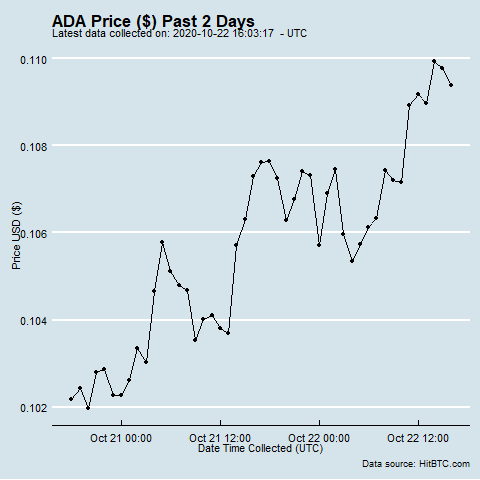 ADA Price ($) Past 2 Days
Latest data collected on: 2020-10-22 16:03:17 - UTC
0.110
0.108
0.106
0.104
0.102
Price USD ($)
Oct 21 00:00 Oct 21 12:00 Oct 22 00:00 Oct 22 12:00
Date Time Collected (UTC)
Data source: HitBTC.com